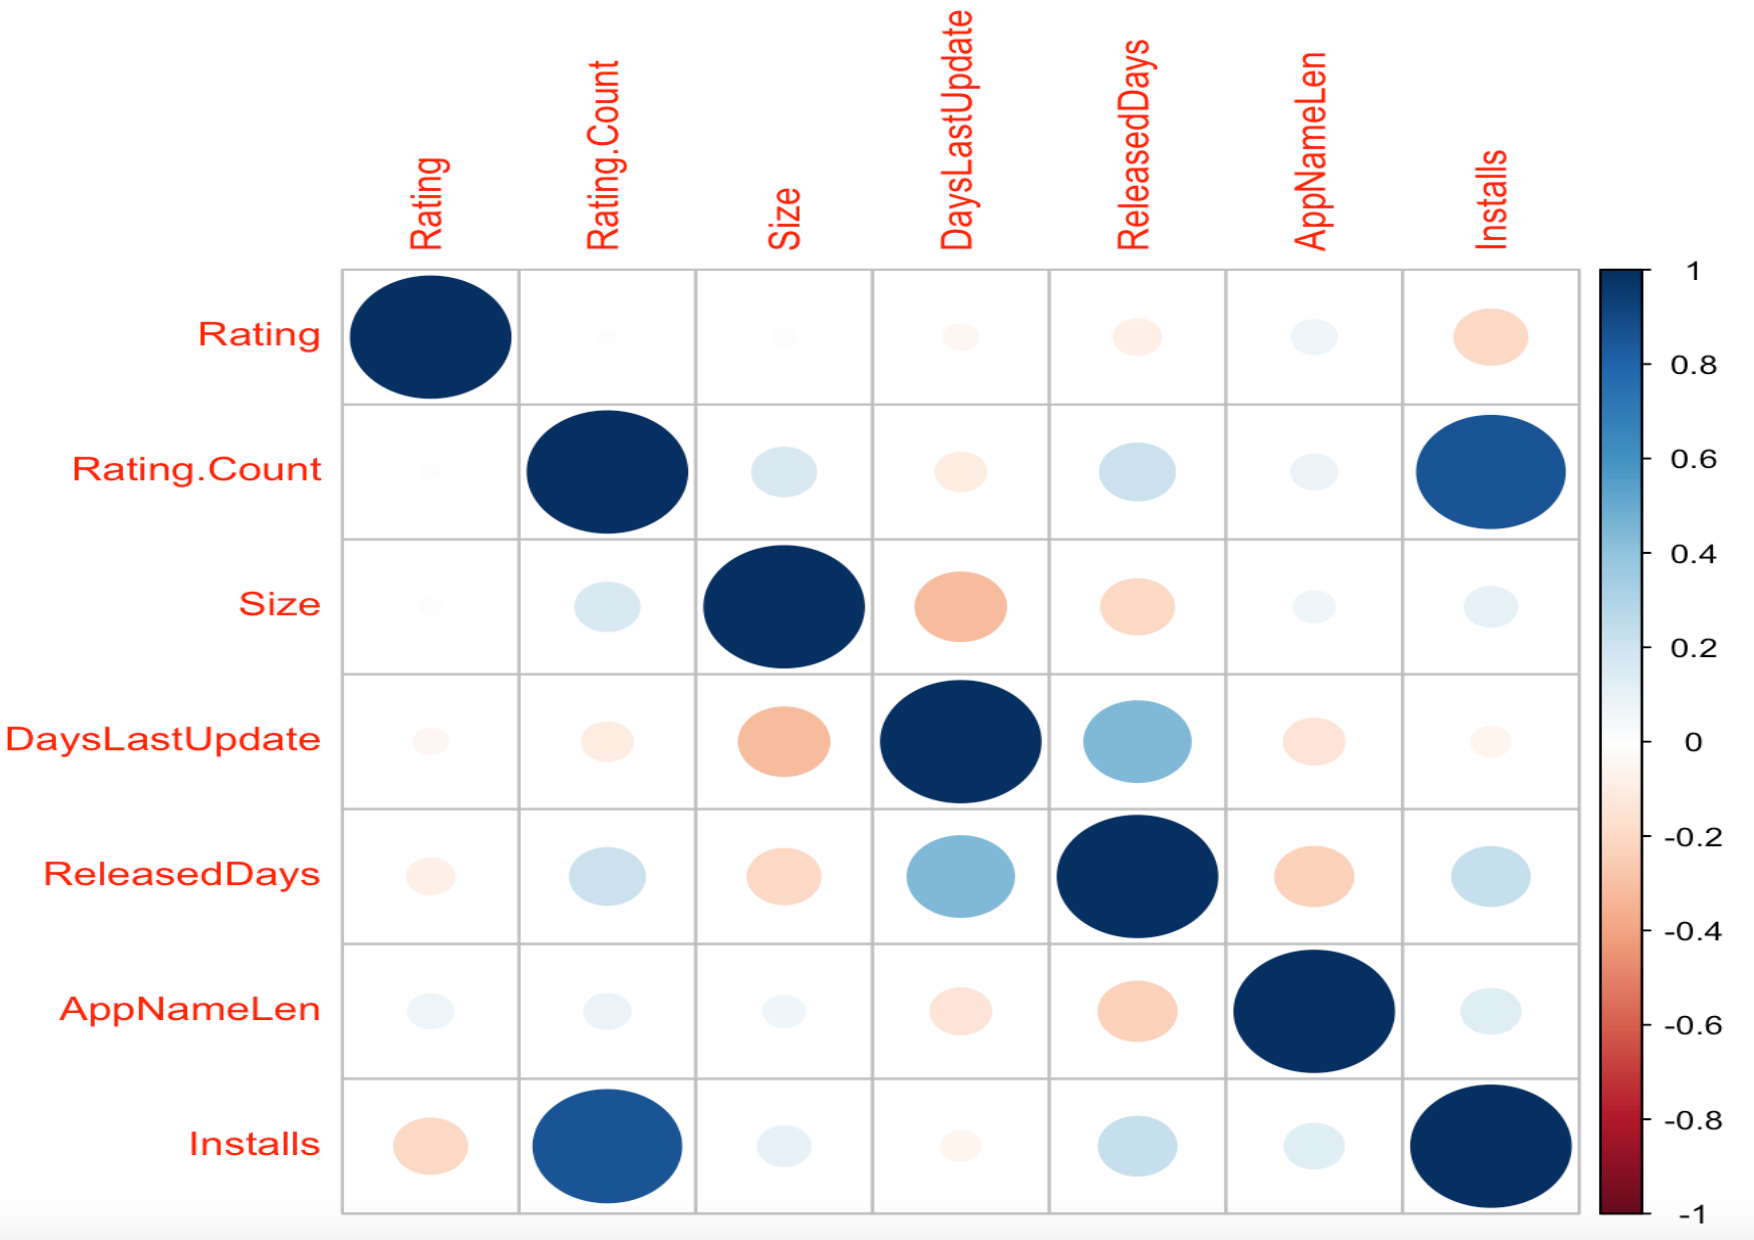 Rating
Rating.Count
Size
DaysLastUpdate
ReleasedDays
AppNameLen
Installs
Rating
Rating.Count
Size
DaysLastUpdate
ReleasedDays
AppNameLen
Installs
1
0.8
0.6
0.4
0.2
0
-0.2
-0.4
-0.6
-0.8
-1